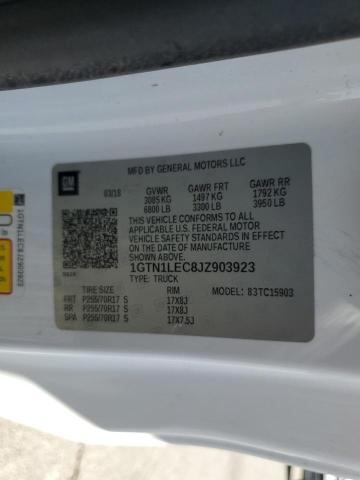 GM
MFD BY GENERAL MOTORS LLC
03/18 GVWR GAWR FRT GAWR RR
3085 KG 1497 KG 1792 KG
6800 LB 3300 LB 3950 LB
THIS VEHICLE CONFORMS TO ALL
APPLICABLE U.S. FEDERAL MOTOR
VEHICLE SAFETY STANDARDS IN EFFECT
ON THE DATE OF MANUFACTURE
SHOWN ABOVE.
1GTN1LEC8JZ903923
TYPE: TRUCK
MODEL: 83TC15903
TIRE SIZE RIM
FRT P255/70R17 S 17X8J
RR P255/70R17 S 17X8J
SPA P255/70R17 S 17X7.5J
1GTN1LEC8JZ903923